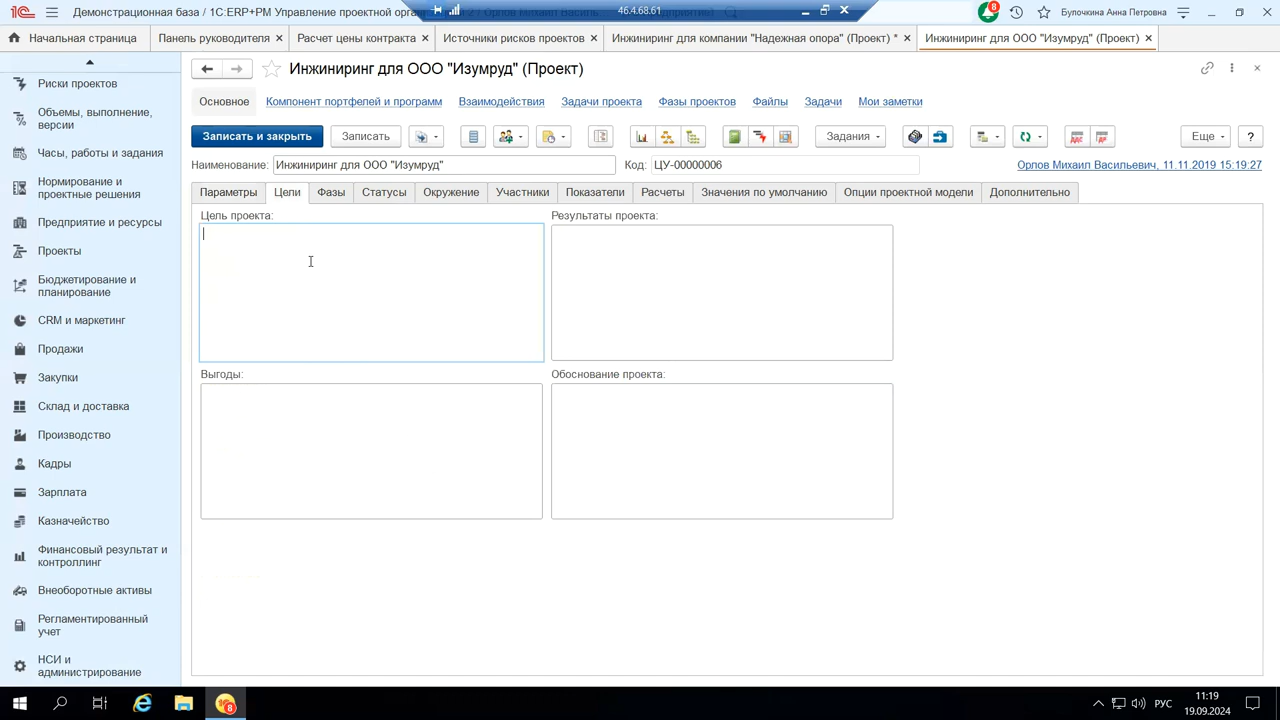 Демонстрационная база / 1С:ERP+PM Управление проектной орган
46.4.68.61
8
Булочкина Анна Петровна
Начальная страница
Панель руководителя
Расчет цены контракта
Источники рисков проектов
Инжиниринг для компании "Надежная опора" (Проект) *
Инжиниринг для ООО "Изумруд" (Проект)
Риски проектов
Объемы, выполнение,
версии
Часы, работы и задания
Нормирование и
проектные решения
Предприятие и ресурсы
Проекты
Бюджетирование и
планирование
CRM и маркетинг
Продажи
Закупки
Склад и доставка
Производство
Кадры
Зарплата
Казначейство
Финансовый результат и
контроллинг
Внеоборотные активы
Регламентированный
учет
НСИ и
администрирование
Инжиниринг для ООО "Изумруд" (Проект)
Основное
Компонент портфелей и программ
Взаимодействия
Задачи проекта
Фазы проектов
Файлы
Задачи
Мои заметки
Записать и закрыть
Записать
Задания
Еще
?
Наименование:
Инжиниринг для ООО "Изумруд"
Код:
ЦУ-00000006
Орлов Михаил Васильевич, 11.11.2019 15:19:27
Параметры
Цели
Фазы
Статусы
Окружение
Участники
Показатели
Расчеты
Значения по умолчанию
Опции проектной модели
Дополнительно
Цель проекта:
Результаты проекта:
Выгоды:
Обоснование проекта:
8
РУС
11:19
19.09.2024